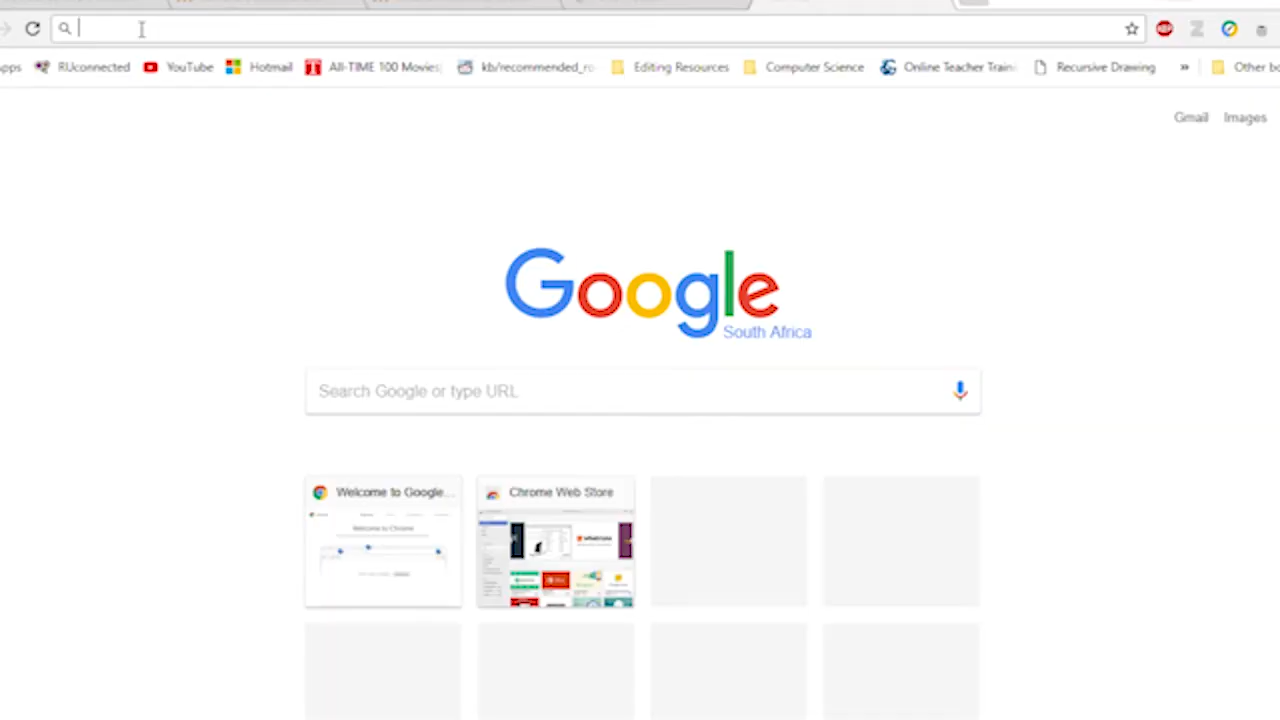 pps RUconnected YouTube Hotmail All-TIME 100 Movies kb/recommended_ro Editing Resources Computer Science Online Teacher Traini Recursive Drawing » Other bo
Gmail Images
Google
South Africa
Search Google or type URL
Welcome to Google... Chrome Web Store
Welcome to Chrome